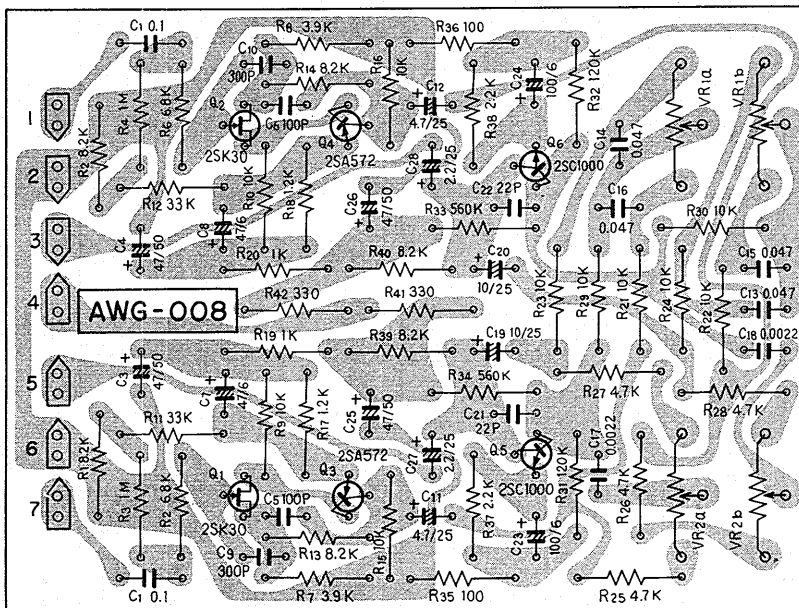 C1 0.1
R8 3.9K
R36 100
C10
300P
R14 8.2K
R16
10K
C12
+
4.7/25
C24
+
100/6
R32 120K
R38 2.2K
VR1a
VR1b
1
R4 1M
R6 6.8K
Q2
C6 100P
Q4
2SK30
2SA572
Q6
2SC1000
C14
0.047
R2 8.2K
2
R12 33K
R10 10K
R18 1.2K
C28
+
2.2/25
C22 22P
C16
0.047
R33 560K
R30 10K
3
C4
+
47/50
C8
+
47/6
C26
+
47/50
R20 1K
R40 8.2K
C20
+
10/25
C15 0.047
4
AWG-008
R42 330
R41 330
R23 10K
R29 10K
R21 10K
R24 10K
R22 10K
C13
0.047
R19 1K
R39 8.2K
C19 10/25
+
C18
0.0022
5
C3
+
47/50
C7
+
47/6
R34 560K
R27 4.7K
R28 4.7K
R11 33K
R9 10K
R17 1.2K
C25
+
47/50
C21
22P
6
R1 8.2K
2SA572
C27
+
2.2/25
Q5
2SC1000
C17
0.0022
R31 120K
R26 4.7K
7
R3 1M
R2 6.8K
Q1
2SK30
C5 100P
Q3
C11
+
4.7/25
R37 2.2K
VR2a
VR2b
C9
300P
R13 8.2K
R15 10K
C23
+
100/6
C1 0.1
R7 3.9K
R35 100
R25 4.7K